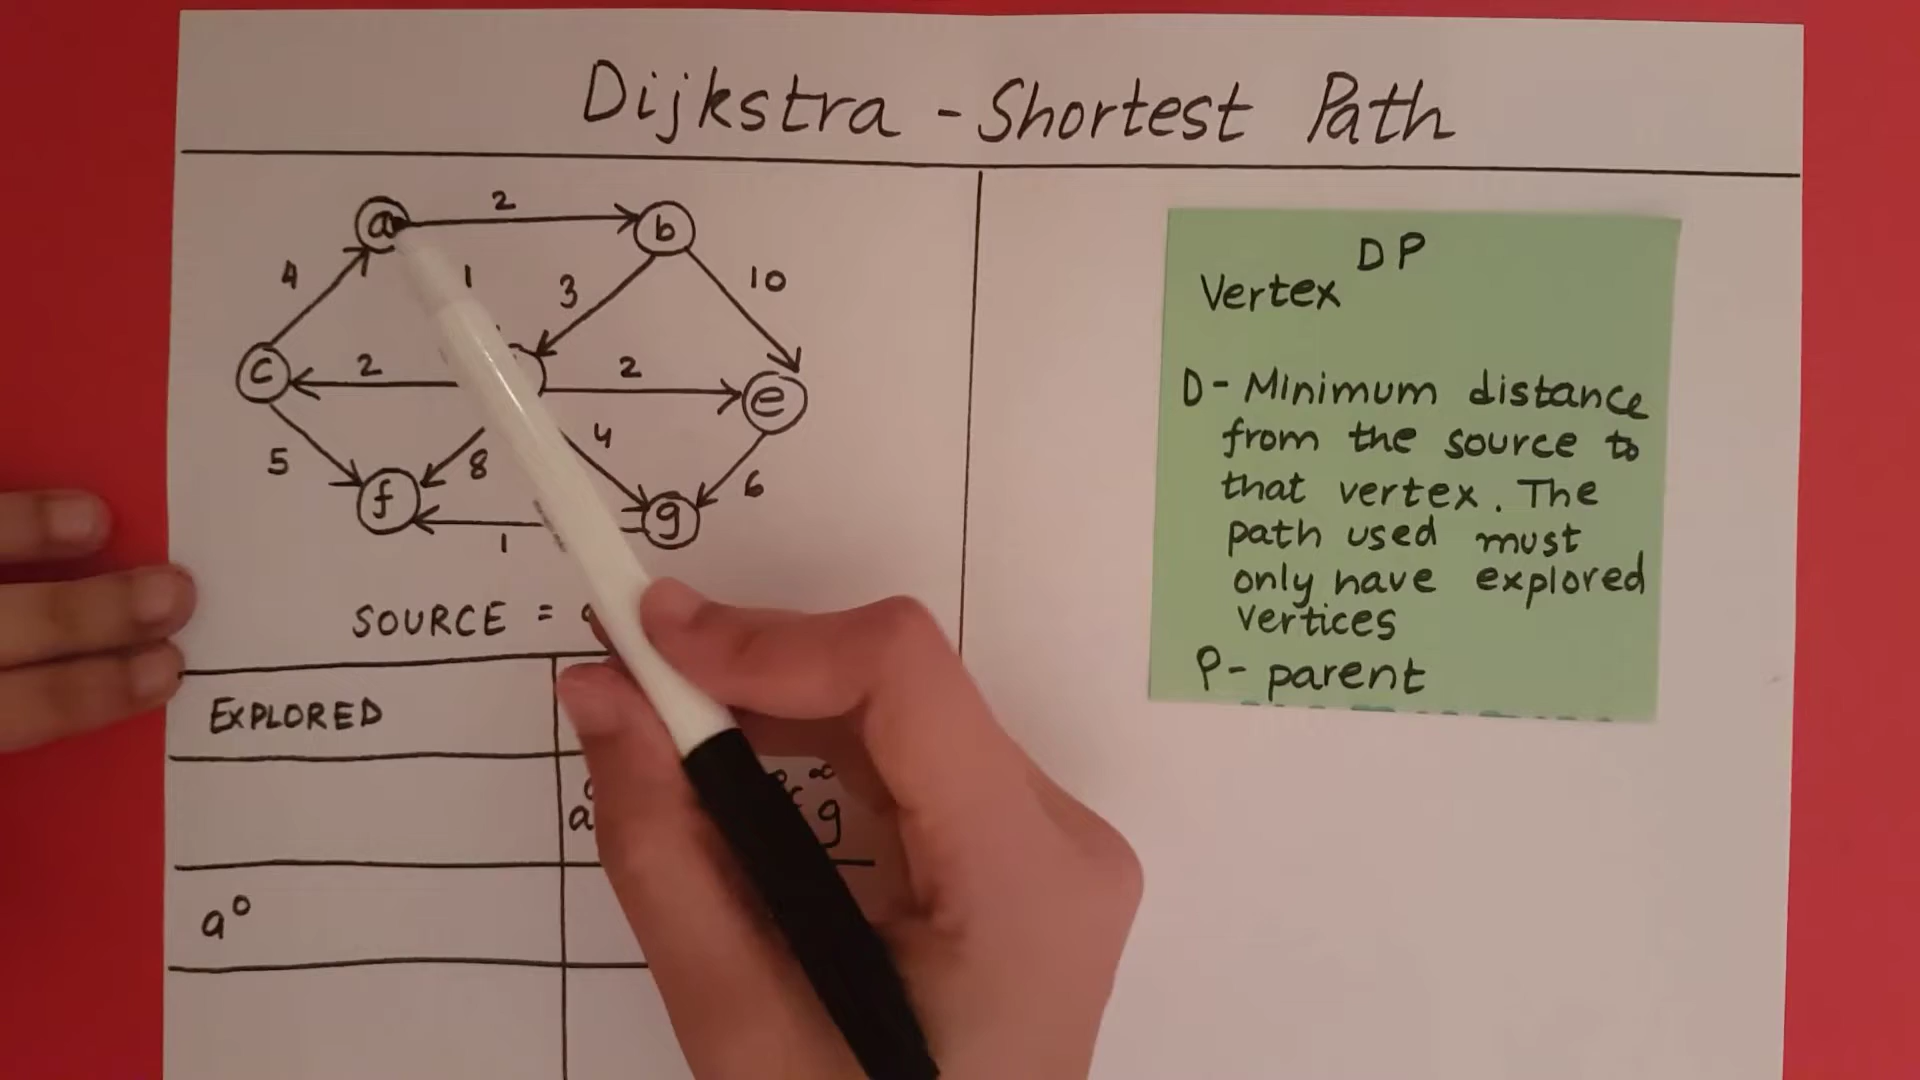 Dijkstra - Shortest Path
a
2
b
4
1
3
10
c
2
2
e
5
8
4
6
f
g
1
SOURCE =
EXPLORED
a
g
∞
a⁰
D P
Vertex
D - Minimum distance
from the source to
that vertex. The
path used must
only have explored
vertices
P - parent